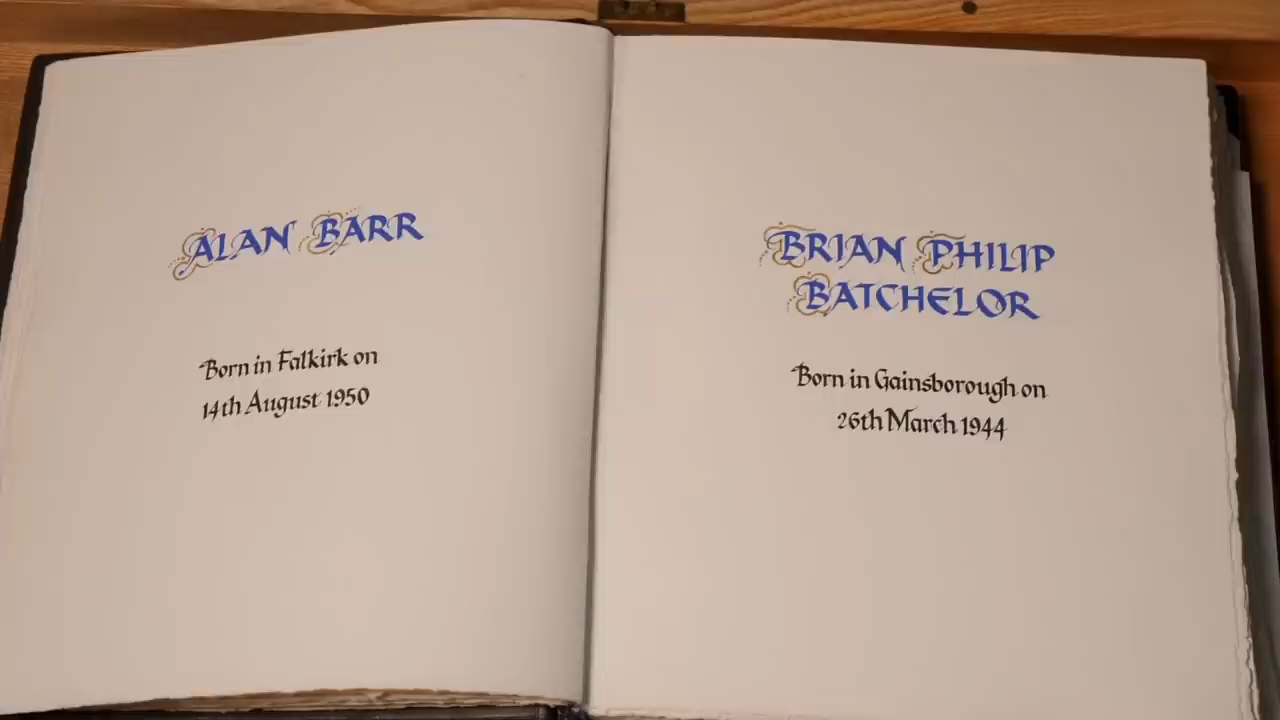 ALAN BARR
Born in Falkirk on
14th August 1950
BRIAN PHILIP
BATCHELOR
Born in Gainsborough on
26th March 1944